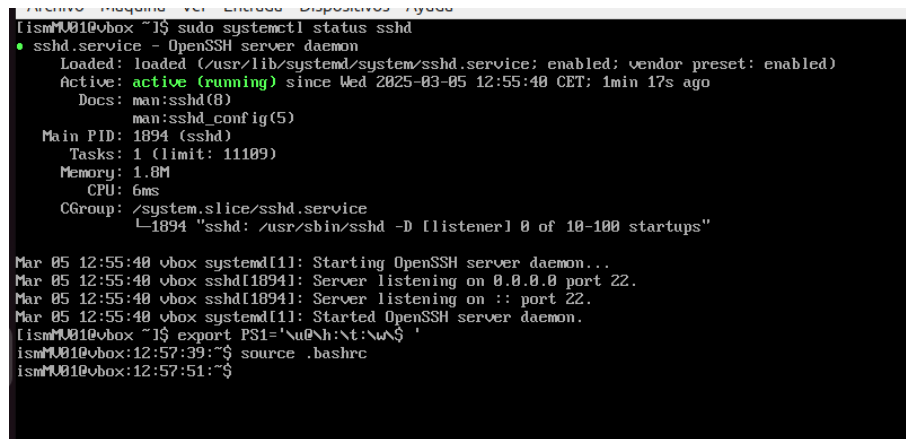 Archivo Máquina Ver Entrada Dispositivos Ayuda
[ismMV01@vbox ~]$ sudo systemctl status sshd
● sshd.service - OpenSSH server daemon
Loaded: loaded (/usr/lib/systemd/system/sshd.service; enabled; vendor preset: enabled)
Active: active (running) since Wed 2025-03-05 12:55:40 CET; 1min 17s ago
Docs: man:sshd(8)
man:sshd_config(5)
Main PID: 1894 (sshd)
Tasks: 1 (limit: 11109)
Memory: 1.8M
CPU: 6ms
CGroup: /system.slice/sshd.service
└─1894 "sshd: /usr/sbin/sshd -D [listener] 0 of 10-100 startups"
Mar 05 12:55:40 vbox systemd[1]: Starting OpenSSH server daemon...
Mar 05 12:55:40 vbox sshd[1894]: Server listening on 0.0.0.0 port 22.
Mar 05 12:55:40 vbox sshd[1894]: Server listening on :: port 22.
Mar 05 12:55:40 vbox systemd[1]: Started OpenSSH server daemon.
[ismMV01@vbox ~]$ export PS1='\u@\h:\t:\w\$ '
ismMV01@vbox:12:57:39:~$ source .bashrc
ismMV01@vbox:12:57:51:~$